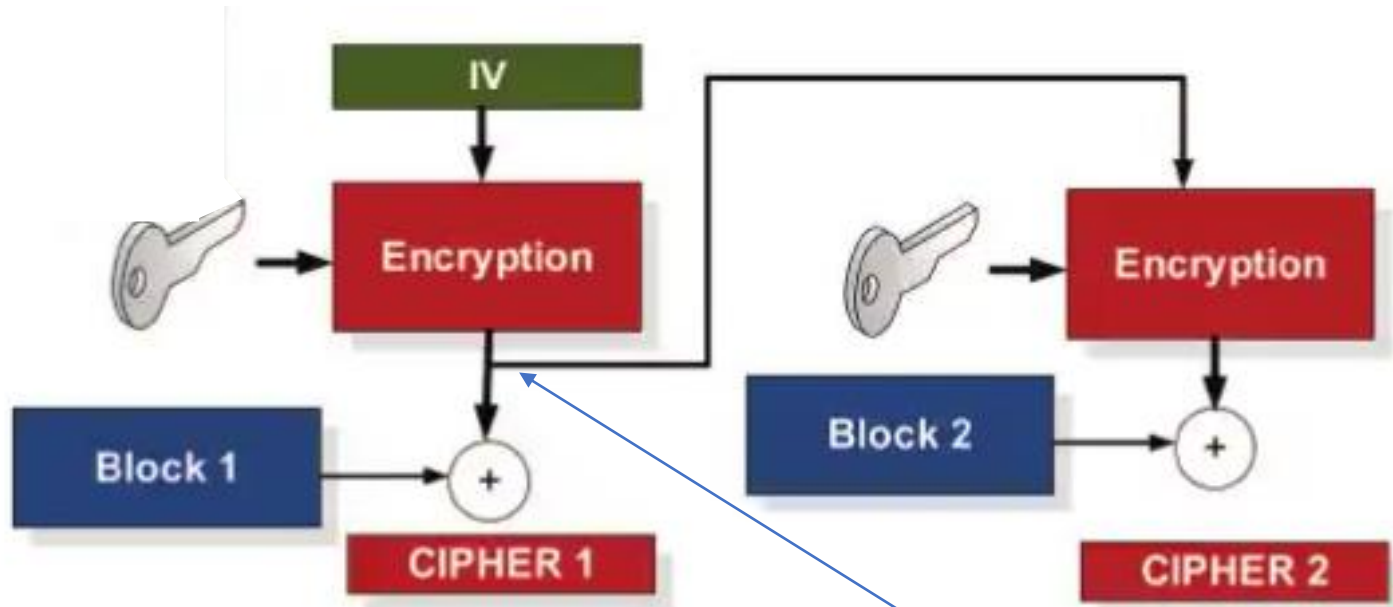 IV
Encryption
Encryption
Block 1
+
Block 2
+
CIPHER 1
CIPHER 2